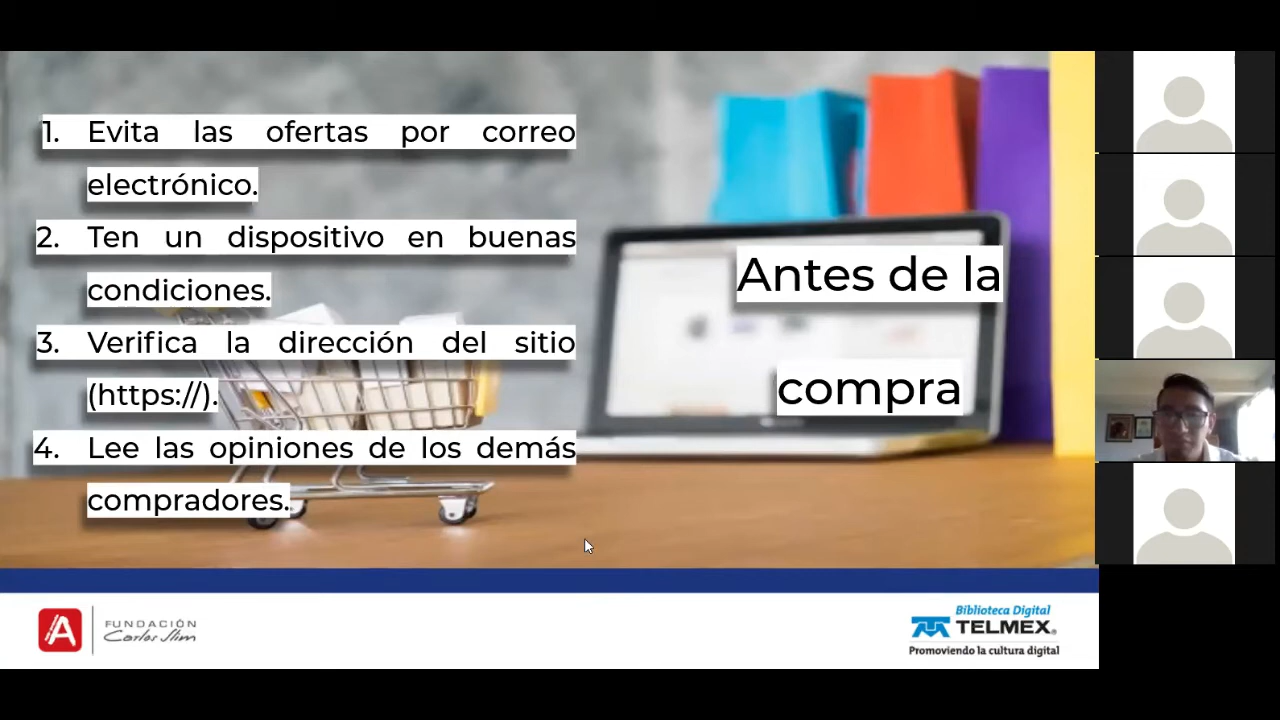 1. Evita las ofertas por correo
electrónico.
2. Ten un dispositivo en buenas
condiciones.
3. Verifica la dirección del sitio
(https://).
4. Lee las opiniones de los demás
compradores.
Antes de la
compra
FUNDACIÓN
Carlos Slim
Biblioteca Digital
TELMEX®
Promoviendo la cultura digital